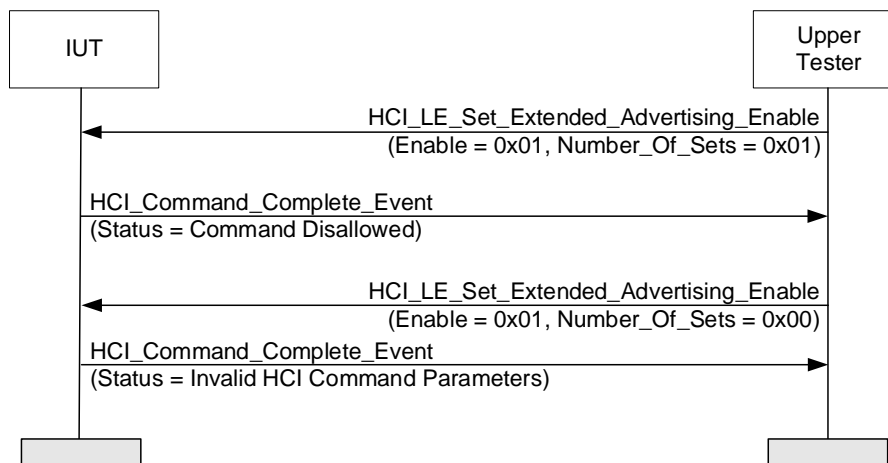 IUT
Upper
Tester
HCI_LE_Set_Extended_Advertising_Enable
(Enable = 0x01, Number_Of_Sets = 0x01)
HCI_Command_Complete_Event
(Status = Command Disallowed)
HCI_LE_Set_Extended_Advertising_Enable
(Enable = 0x01, Number_Of_Sets = 0x00)
HCI_Command_Complete_Event
(Status = Invalid HCI Command Parameters)